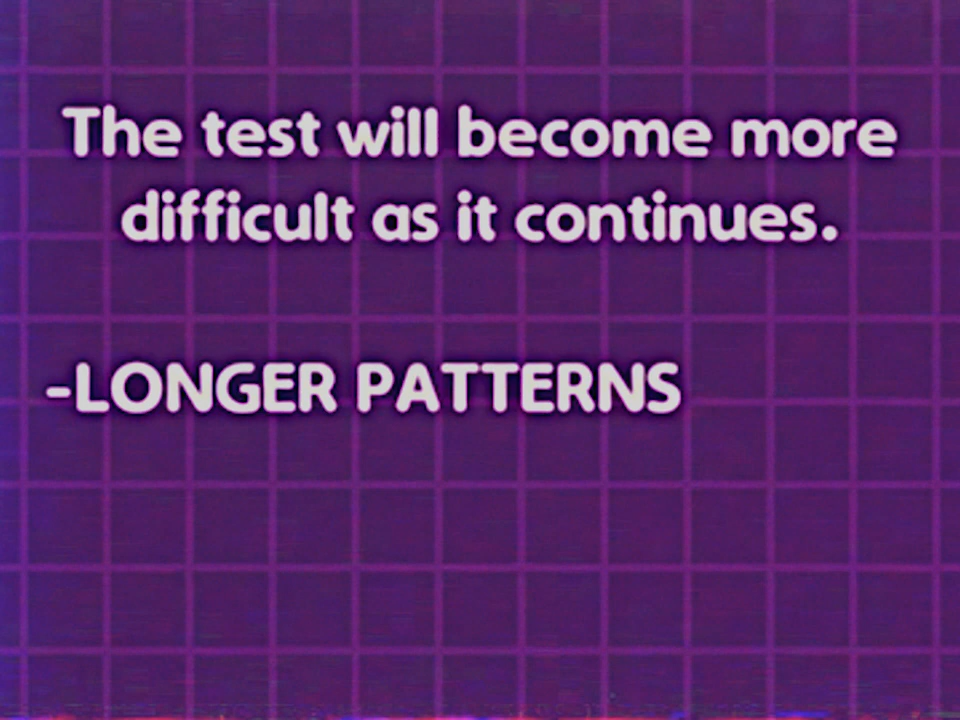 The test will become more
difficult as it continues.
-LONGER PATTERNS